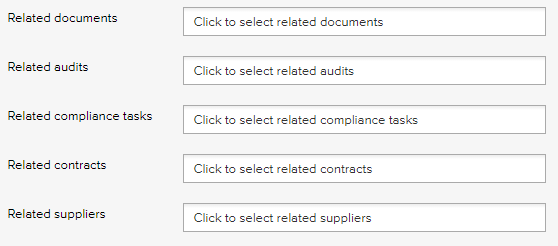 Related documents Click to select related documents
Related audits Click to select related audits
Related compliance tasks Click to select related compliance tasks
Related contracts Click to select related contracts
Related suppliers Click to select related suppliers